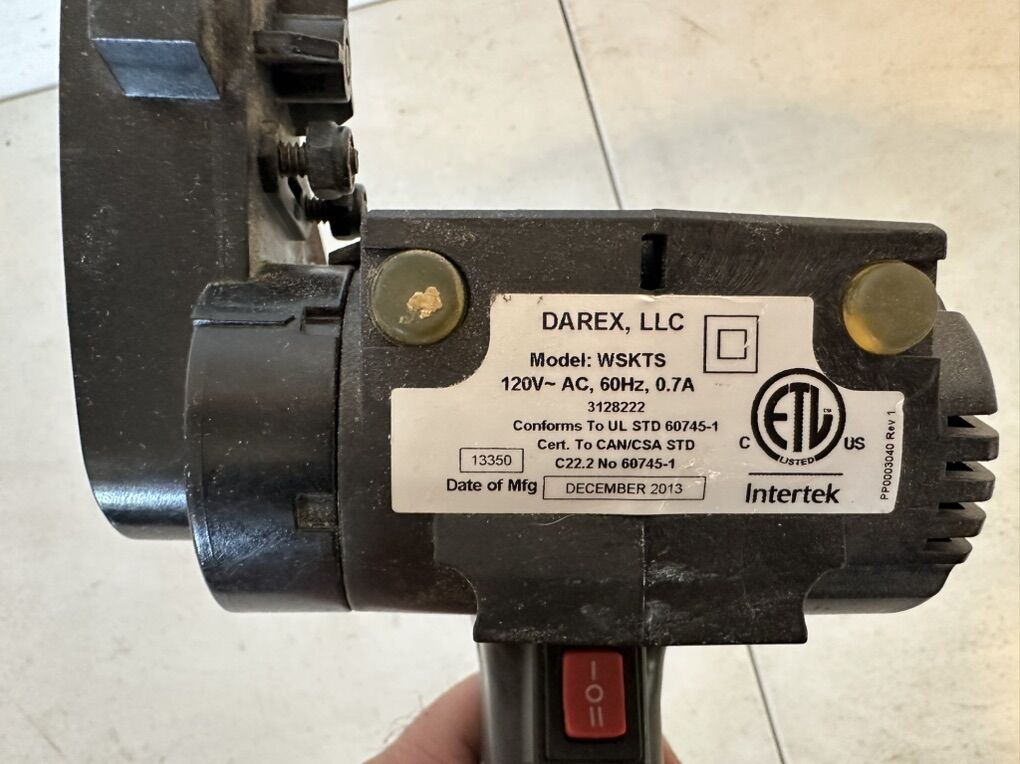 DAREX, LLC
Model: WSKTS
120V~ AC, 60Hz, 0.7A
3128222
Conforms To UL STD 60745-1
Cert. To CAN/CSA STD
C22.2 No 60745-1
13350
Date of Mfg DECEMBER 2013
ETL
LISTED
C US
Intertek
PP0003040 Rev 1
I
O
II